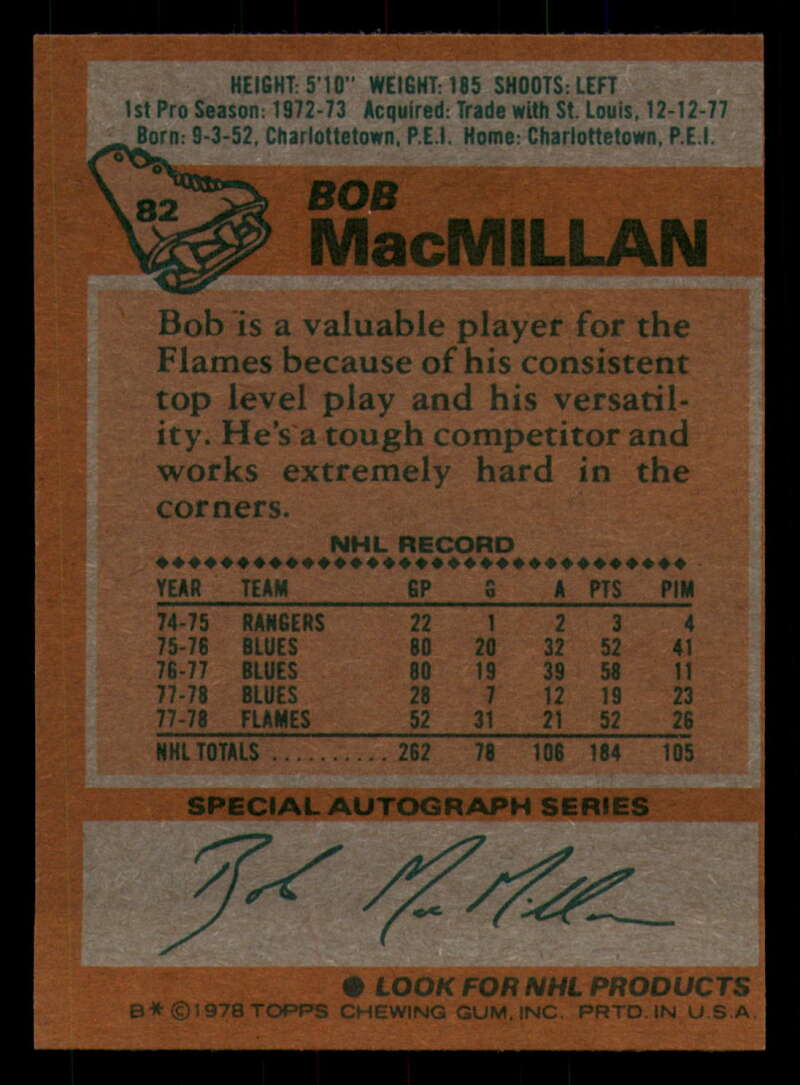 HEIGHT: 5'10" WEIGHT: 185 SHOOTS: LEFT
1st Pro Season: 1972-73 Acquired: Trade with St. Louis, 12-12-77
Born: 9-3-52, Charlottetown, P.E.I. Home: Charlottetown, P.E.I.
82
BOB
MacMILLAN
Bob is a valuable player for the
Flames because of his consistent
top level play and his versatil-
ity. He's a tough competitor and
works extremely hard in the
corners.
NHL RECORD
YEAR TEAM GP G A PTS PIM
74-75 RANGERS 22 1 2 3 4
75-76 BLUES 80 20 32 52 41
76-77 BLUES 80 19 39 58 11
77-78 BLUES 28 7 12 19 23
77-78 FLAMES 52 31 21 52 26
NHL TOTALS .......... 262 78 106 184 105
SPECIAL AUTOGRAPH SERIES
Bob MacMillan
● LOOK FOR NHL PRODUCTS
B* ©1978 TOPPS CHEWING GUM, INC. PRTD. IN U.S.A.